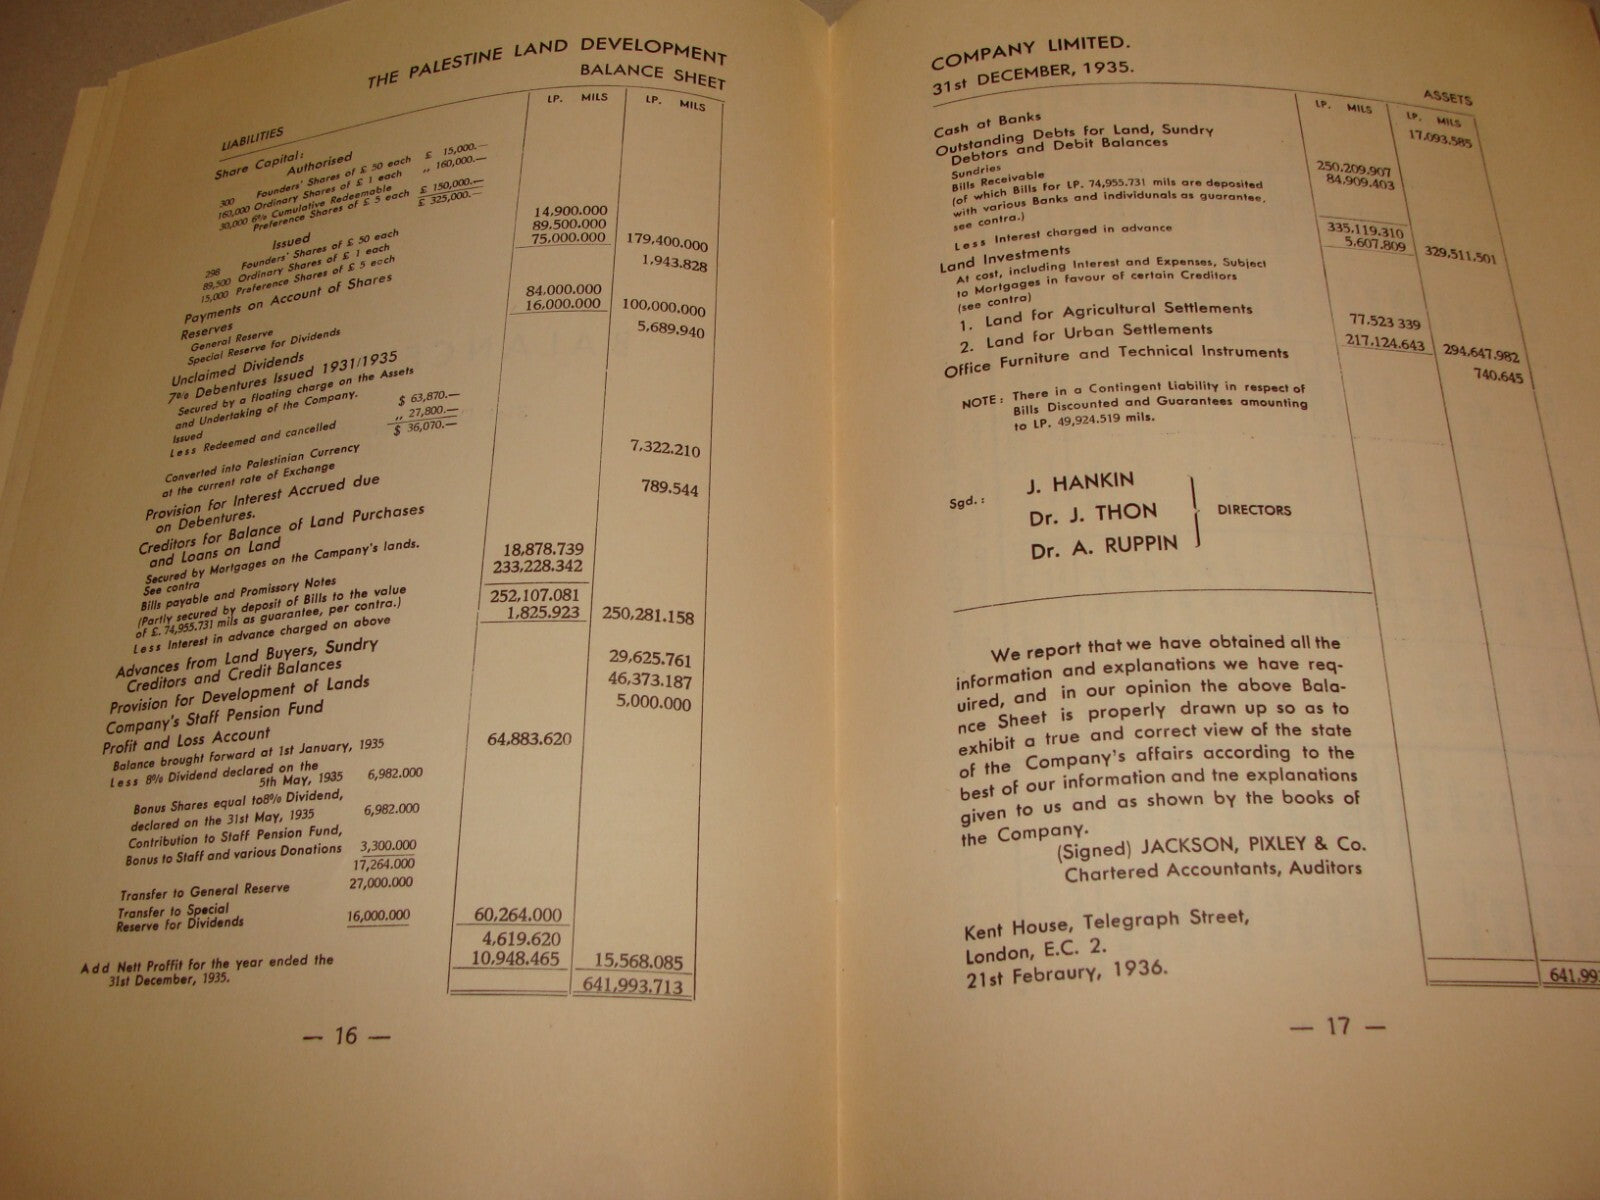 THE PALESTINE LAND DEVELOPMENT
BALANCE SHEET
LP. MILS LP. MILS
LIABILITIES
Share Capital:
Authorised
300 Founders' Shares of £ 50 each £ 15,000.—
160,000 Ordinary Shares of £ 1 each ,, 160,000.—
30,000 6% Cumulative Redeemable
Preference Shares of £ 5 each £ 150,000.—
£ 325,000.—
Issued
298 Founders' Shares of £ 50 each 14,900.000
89,500 Ordinary Shares of £ 1 each 89.500.000
15,000 Preference Shares of £ 5 each 75,000.000 179,400.000
Payments on Account of Shares 1,943.828
Reserves
General Reserve 84,000.000
Special Reserve for Dividends 16,000.000 100,000.000
Unclaimed Dividends 5,689.940
7% Debentures Issued 1931/1935
Secured by a floating charge on the Assets
and Undertaking of the Company.
Issued $ 63,870.—
Less Redeemed and cancelled ,, 27,800.—
$ 36,070.—
Converted into Palestinian Currency
at the current rate of Exchange 7,322.210
Provision for Interest Accrued due
on Debentures. 789.544
Creditors for Balance of Land Purchases
and Loans on Land
Secured by Mortgages on the Company's lands.
See contra 18,878.739
Bills payable and Promissory Notes 233,228.342
(Partly secured by deposit of Bills to the value
of £. 74,955.731 mils as guarantee, per contra.) 252,107.081
Less Interest in advance charged on above 1,825.923 250,281.158
Advances from Land Buyers, Sundry
Creditors and Credit Balances 29,625.761
Provision for Development of Lands 46,373.187
Company's Staff Pension Fund 5,000.000
Profit and Loss Account
Balance brought forward at 1st January, 1935 64,883.620
Less 8% Dividend declared on the
5th May, 1935 6,982.000
Bonus Shares equal to8% Dividend,
declared on the 31st May, 1935 6,982.000
Contribution to Staff Pension Fund,
Bonus to Staff and various Donations 3,300.000
17,264.000
Transfer to General Reserve 27,000.000
Transfer to Special
Reserve for Dividends 16,000.000 60,264.000
4,619.620
Add Nett Proffit for the year ended the
31st December, 1935. 10,948.465 15,568.085
641,993.713
— 16 —
COMPANY LIMITED.
31st DECEMBER, 1935.
ASSETS
LP. MILS LP. MILS
Cash at Banks 17.093.585
Outstanding Debts for Land, Sundry
Debtors and Debit Balances
Sundries 250.209.907
Bills Receivable 84,909.403
(of which Bills for LP. 74,955.731 mils are deposited
with various Banks and individunals as guarantee,
see contra.) 335,119.310
Less Interest charged in advance 5,607.809 329,511,501
Land Investments
At cost, including Interest and Expenses, Subject
to Mortgages in favour of certain Creditors
(see contra)
1. Land for Agricultural Settlements 77.523 339
2. Land for Urban Settlements 217,124.643 294,647.982
Office Furniture and Technical Instruments 740.645
NOTE: There in a Contingent Liability in respect of
Bills Discounted and Guarantees amounting
to LP. 49,924.519 mils.
Sgd.: J. HANKIN
Dr. J. THON DIRECTORS
Dr. A. RUPPIN
We report that we have obtained all the
information and explanations we have req-
uired, and in our opinion the above Bala-
nce Sheet is properly drawn up so as to
exhibit a true and correct view of the state
of the Company's affairs according to the
best of our information and tne explanations
given to us and as shown by the books of
the Company.
(Signed) JACKSON, PIXLEY & Co.
Chartered Accountants, Auditors
Kent House, Telegraph Street,
London, E.C. 2.
21st Febraury, 1936.
641,99
— 17 —